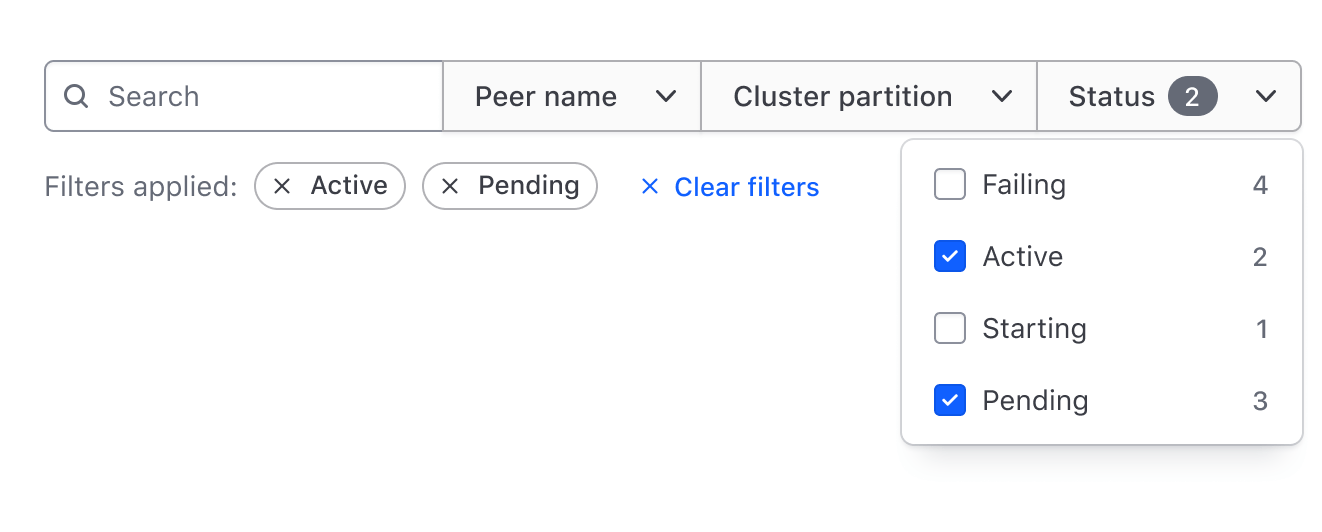 Search Peer name Cluster partition Status 2
Filters applied: Active Pending Clear filters
Failing 4
Active 2
Starting 1
Pending 3